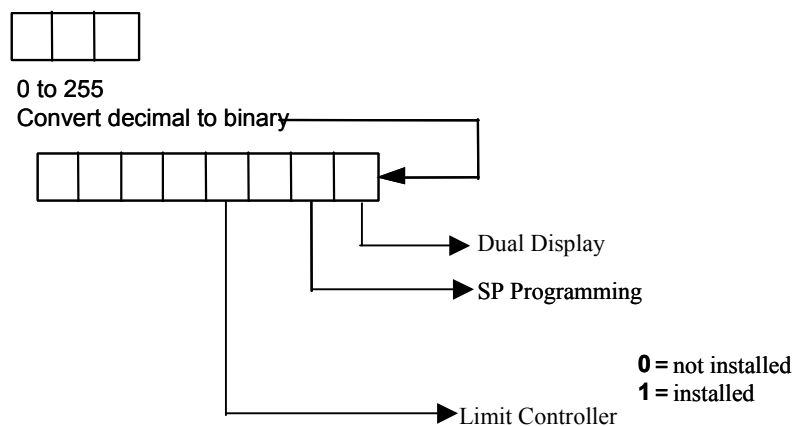 0 to 255
Convert decimal to binary
Dual Display
SP Programming
0 = not installed
1 = installed
Limit Controller